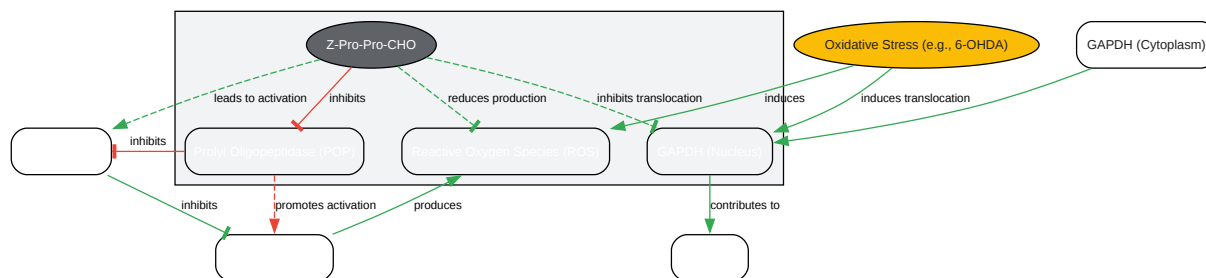 Z-Pro-Pro-CHO
Oxidative Stress (e.g., 6-OHDA)
GAPDH (Cytoplasm)
leads to activation
inhibits
reduces production
inhibits translocation
induces
induces translocation
inhibits
Prolyl Oligopeptidase (POP)
Reactive Oxygen Species (ROS)
GAPDH (Nucleus)
inhibits
promotes activation
produces
contributes to